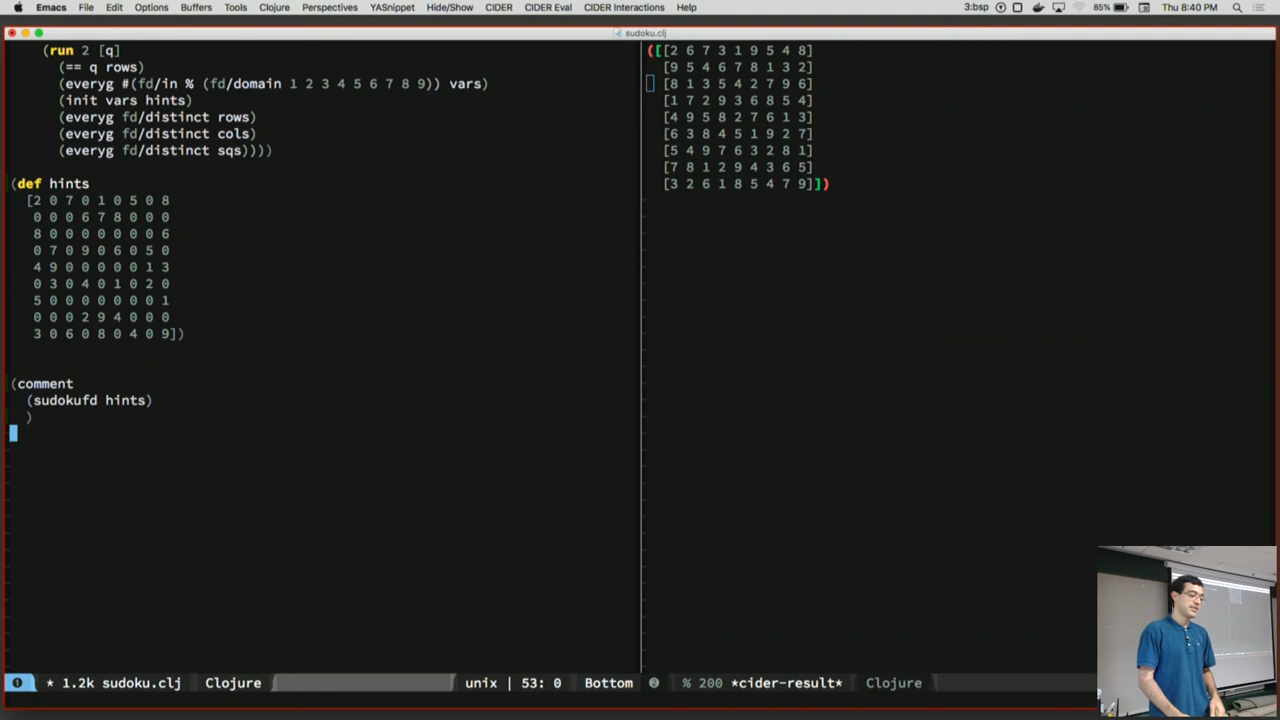 Emacs File Edit Options Buffers Tools Clojure Perspectives YASnippet Hide/Show CIDER CIDER Eval CIDER Interactions Help 3:bsp 85% Thu 8:40 PM
sudoku.clj
(run 2 [q]
(== q rows)
(everyg #(fd/in % (fd/domain 1 2 3 4 5 6 7 8 9)) vars)
(init vars hints)
(everyg fd/distinct rows)
(everyg fd/distinct cols)
(everyg fd/distinct sqs))))
(def hints
[2 0 7 0 1 0 5 0 8
0 0 0 6 7 8 0 0 0
8 0 0 0 0 0 0 0 6
0 7 0 9 0 6 0 5 0
4 9 0 0 0 0 0 1 3
0 3 0 4 0 1 0 2 0
5 0 0 0 0 0 0 0 1
0 0 0 2 9 4 0 0 0
3 0 6 0 8 0 4 0 9])
(comment
(sudokufd hints)
)
([[2 6 7 3 1 9 5 4 8]
[9 5 4 6 7 8 1 3 2]
[8 1 3 5 4 2 7 9 6]
[1 7 2 9 3 6 8 5 4]
[4 9 5 8 2 7 6 1 3]
[6 3 8 4 5 1 9 2 7]
[5 4 9 7 6 3 2 8 1]
[7 8 1 2 9 4 3 6 5]
[3 2 6 1 8 5 4 7 9]])
1 * 1.2k sudoku.clj Clojure unix | 53: 0 Bottom 2 % 200 *cider-result* Clojure